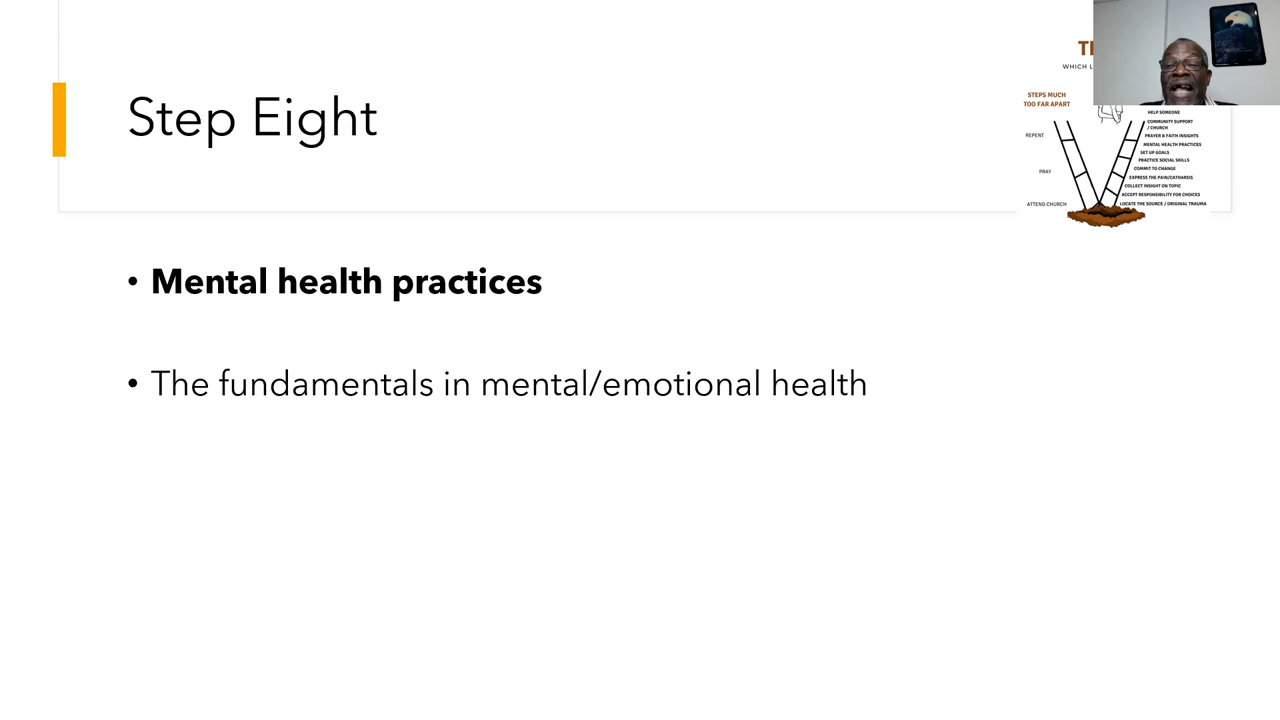 Step Eight
WHICH L
STEPS MUCH
TOO FAR APART
REPENT
PRAY
ATTEND CHURCH
HELP SOMEONE
COMMUNITY SUPPORT
/ CHURCH
PRAYER & FAITH INSIGHTS
MENTAL HEALTH PRACTICES
SET UP GOALS
PRACTICE SOCIAL SKILLS
COMMIT TO CHANGE
EXPRESS THE PAIN/CATHARSIS
COLLECT INSIGHT ON TOPIC
ACCEPT RESPONSIBILITY FOR CHOICES
LOCATE THE SOURCE / ORIGINAL TRAUMA
• Mental health practices
• The fundamentals in mental/emotional health